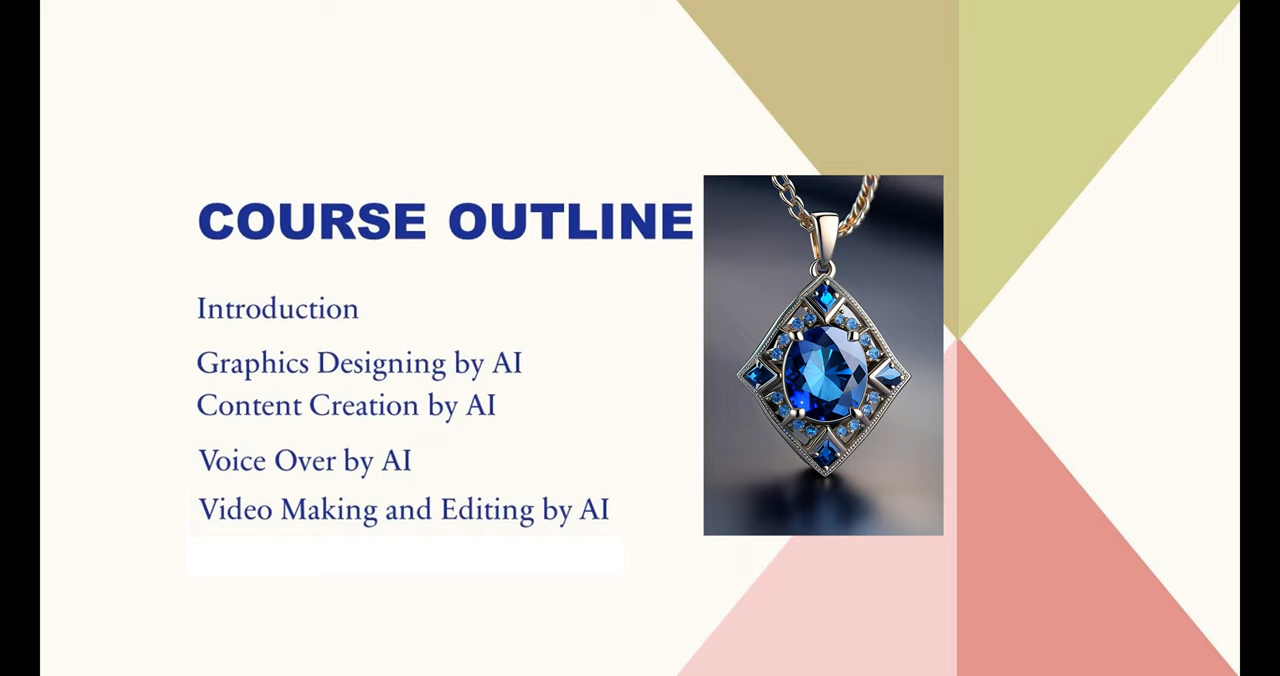 COURSE OUTLINE
Introduction
Graphics Designing by AI
Content Creation by AI
Voice Over by AI
Video Making and Editing by AI